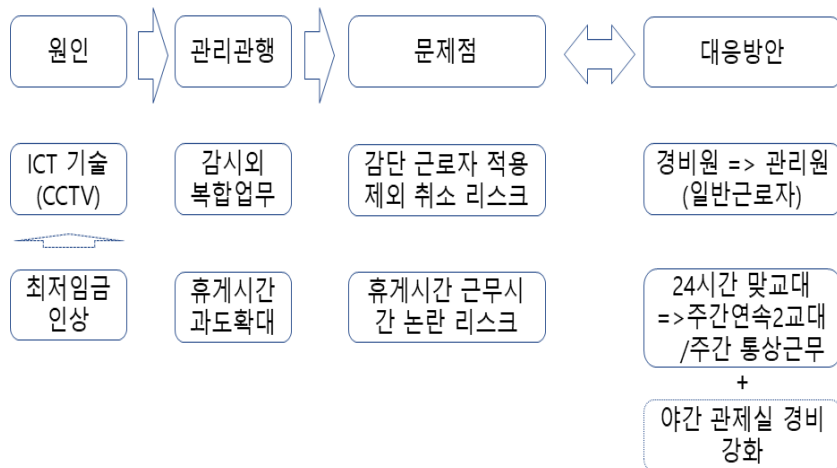 원인
관리관행
문제점
대응방안
ICT 기술
(CCTV)
감시외
복합업무
감단 근로자 적용
제외 취소 리스크
경비원 => 관리원
(일반근로자)
최저임금
인상
휴게시간
과도확대
휴게시간 근무시
간 논란 리스크
24시간 맞교대
=>주간연속2교대
/주간 통상근무
+
야간 관제실 경비
강화